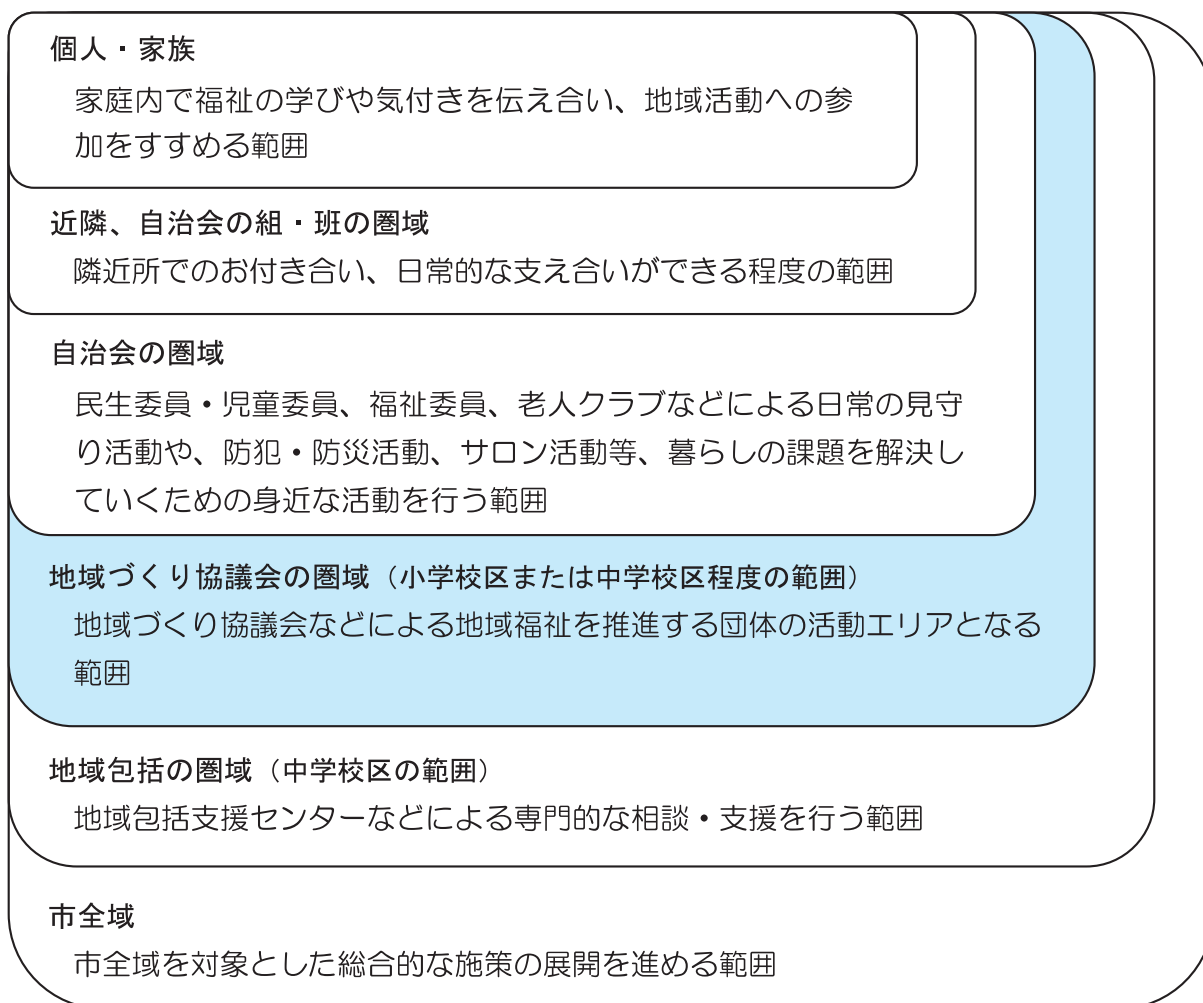 個人・家族
家庭内で福祉の学びや気付きを伝え合い、地域活動への参
加をすすめる範囲
近隣、自治会の組・班の圏域
隣近所でのお付き合い、日常的な支え合いができる程度の範囲
自治会の圏域
民生委員・児童委員、福祉委員、老人クラブなどによる日常の見守
り活動や、防犯・防災活動、サロン活動等、暮らしの課題を解決し
ていくための身近な活動を行う範囲
地域づくり協議会の圏域（小学校区または中学校区程度の範囲）
地域づくり協議会などによる地域福祉を推進する団体の活動エリアとなる
範囲
地域包括の圏域（中学校区の範囲）
地域包括支援センターなどによる専門的な相談・支援を行う範囲
市全域
市全域を対象とした総合的な施策の展開を進める範囲